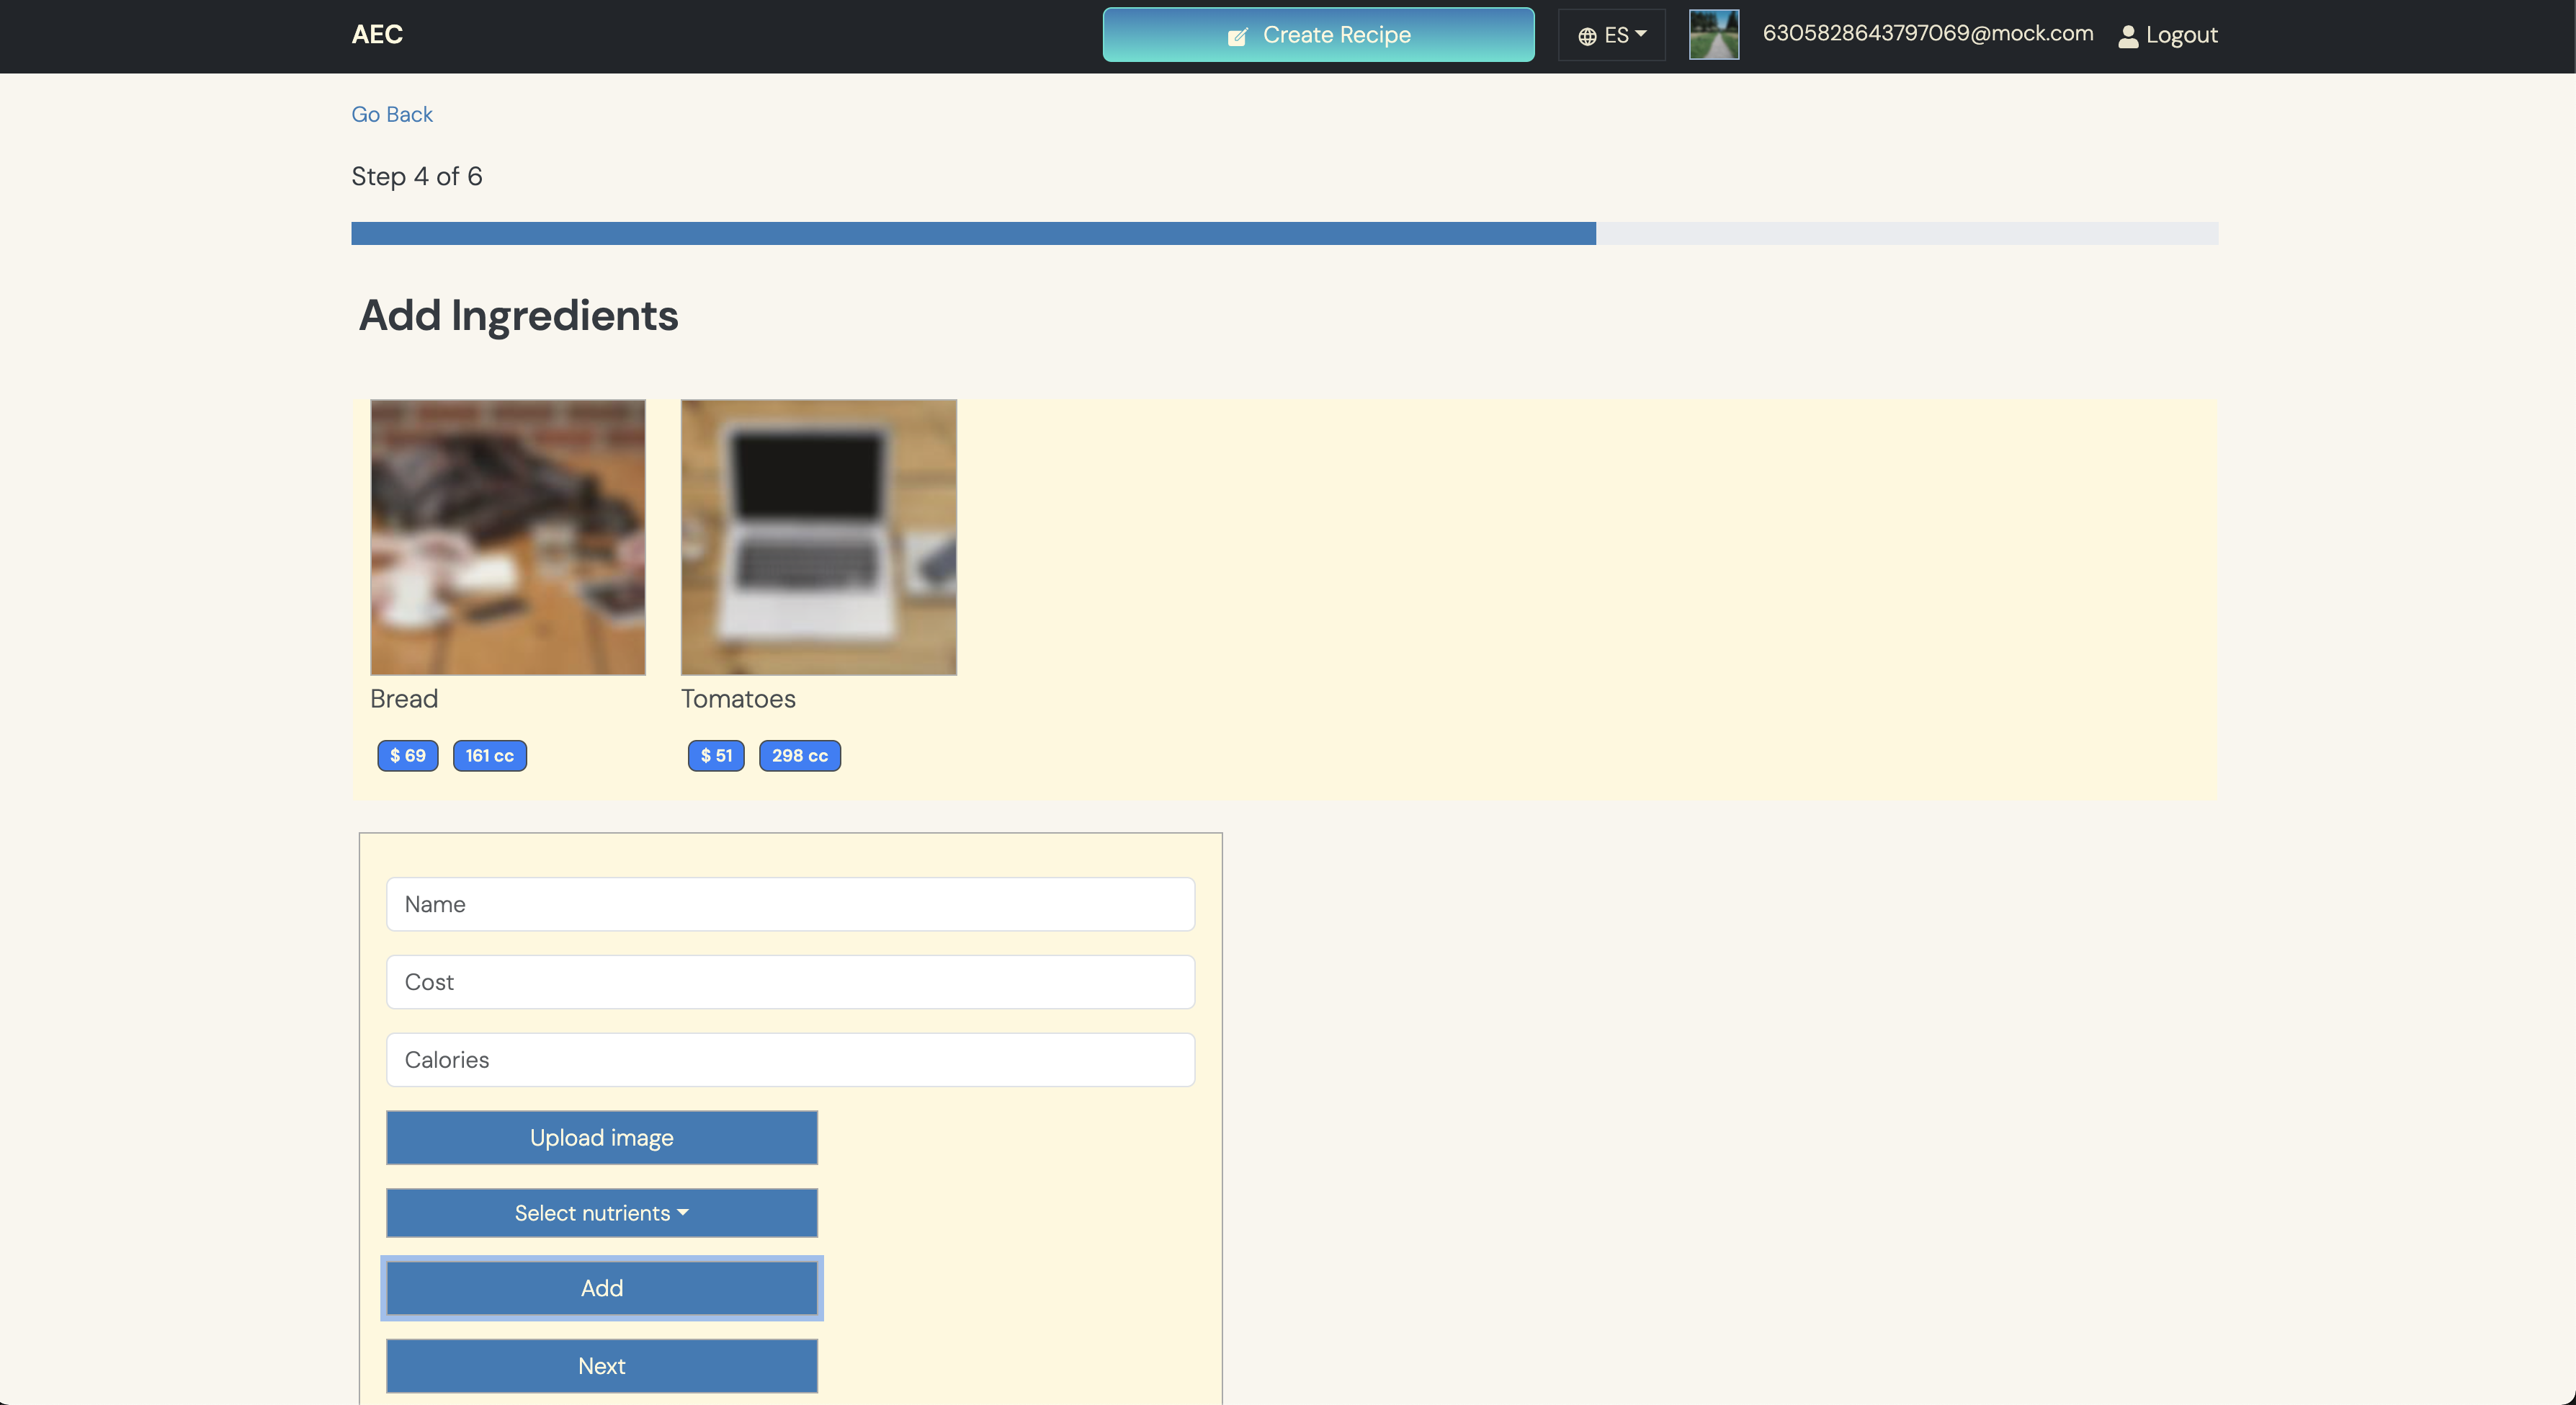 AEC
Create Recipe
ES
6305828643797069@mock.com
Logout
Go Back
Step 4 of 6
Add Ingredients
Bread
$ 69
161 cc
Tomatoes
$ 51
298 cc
Name
Cost
Calories
Upload image
Select nutrients
Add
Next